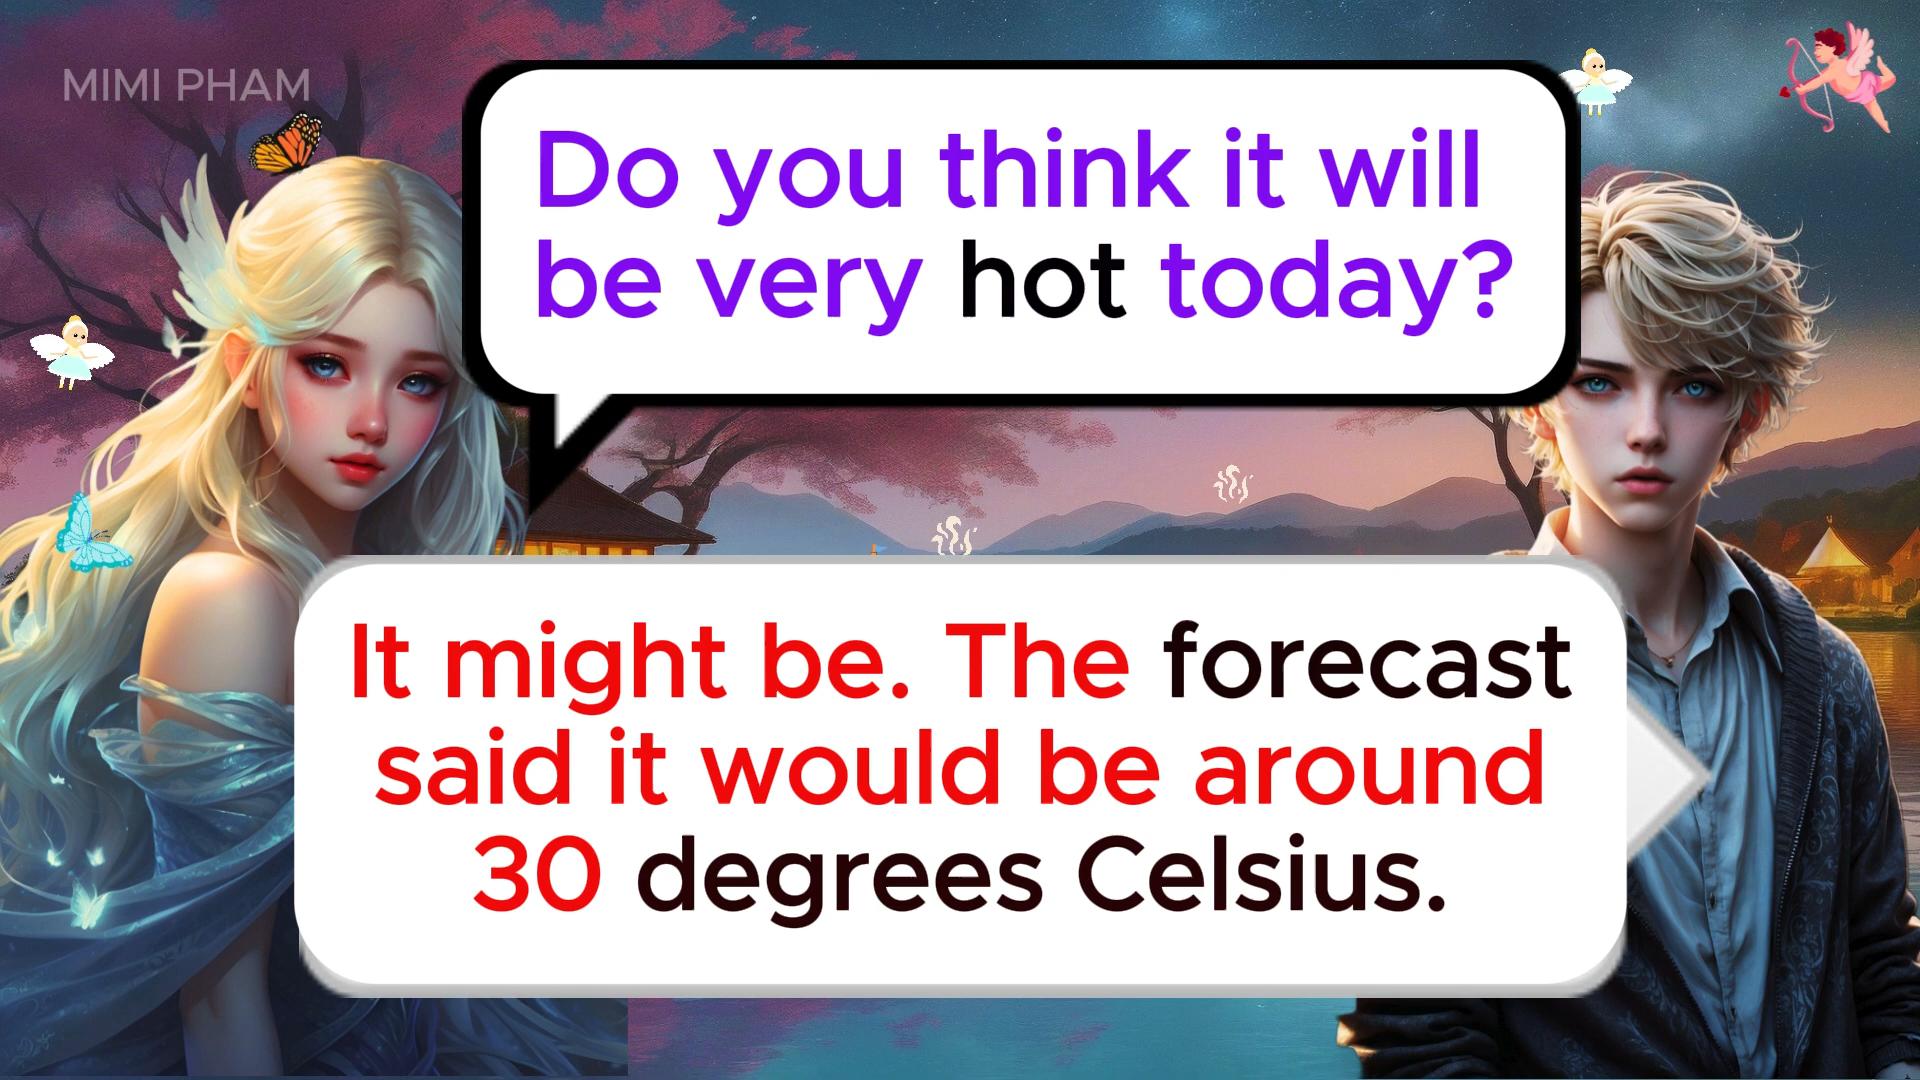 MIMI PHAM
Do you think it will
be very hot today?
It might be. The forecast
said it would be around
30 degrees Celsius.